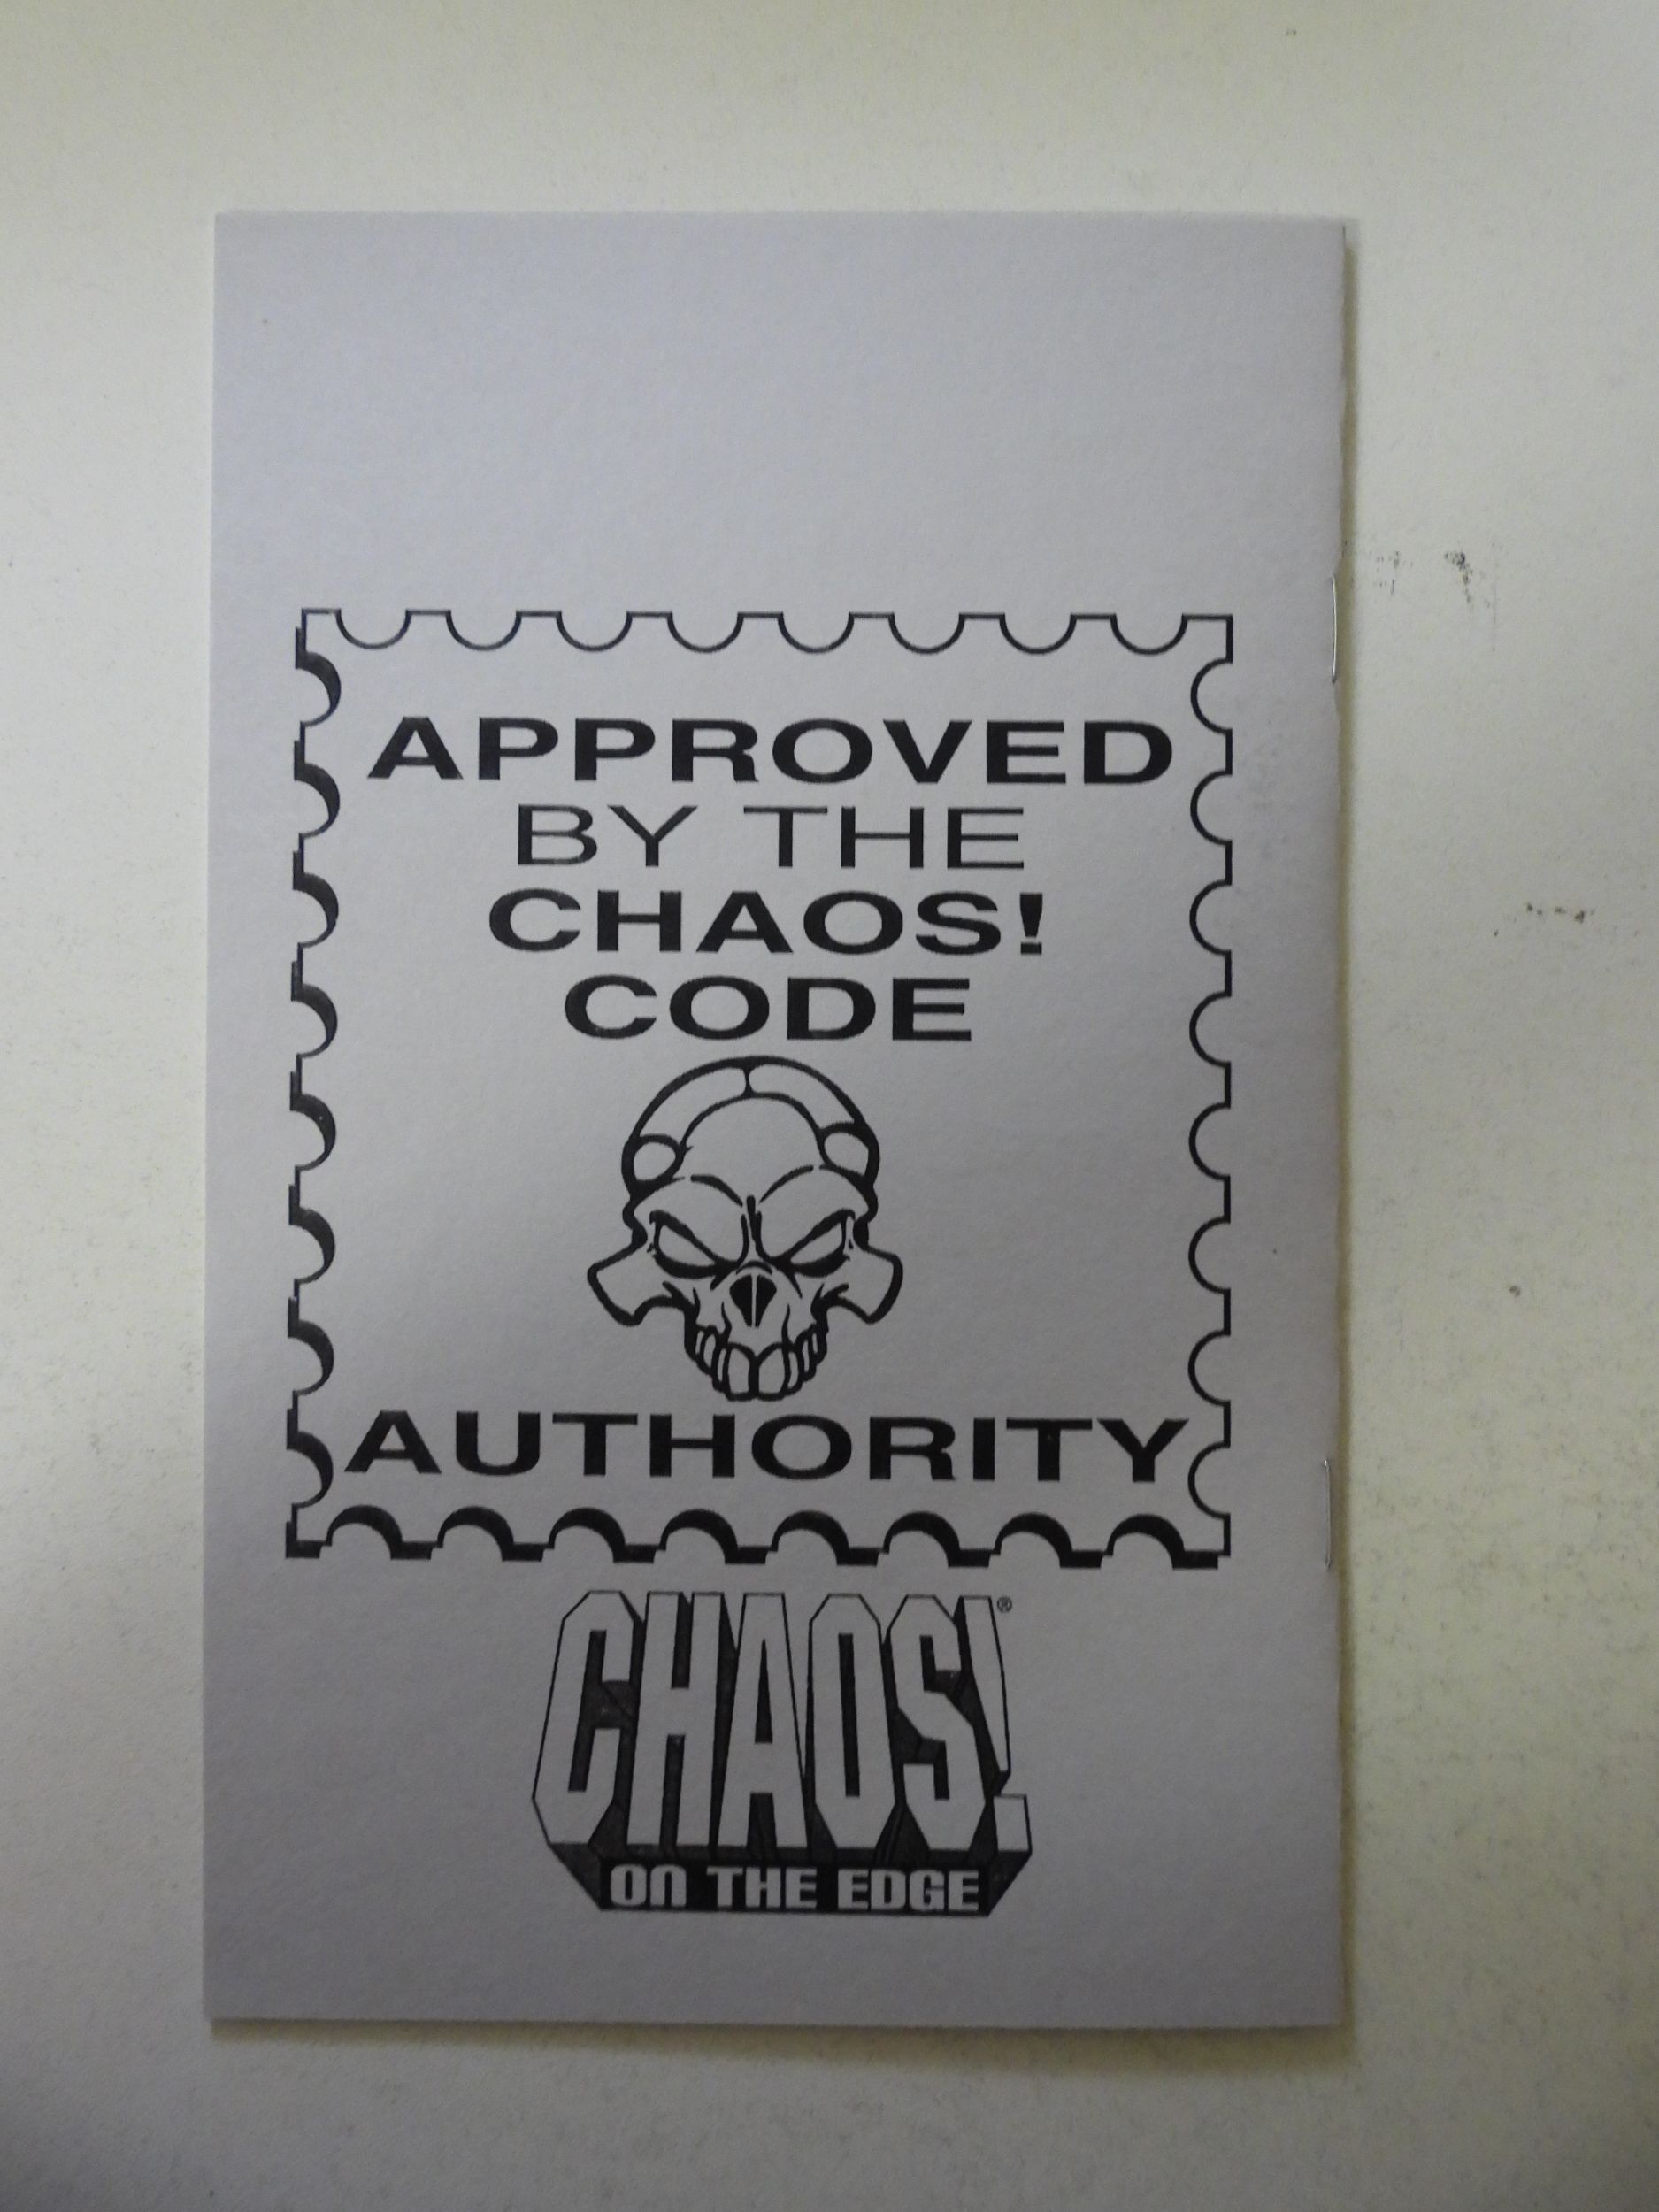 APPROVED
BY THE
CHAOS!
CODE
AUTHORITY
CHAOS!®
ON THE EDGE